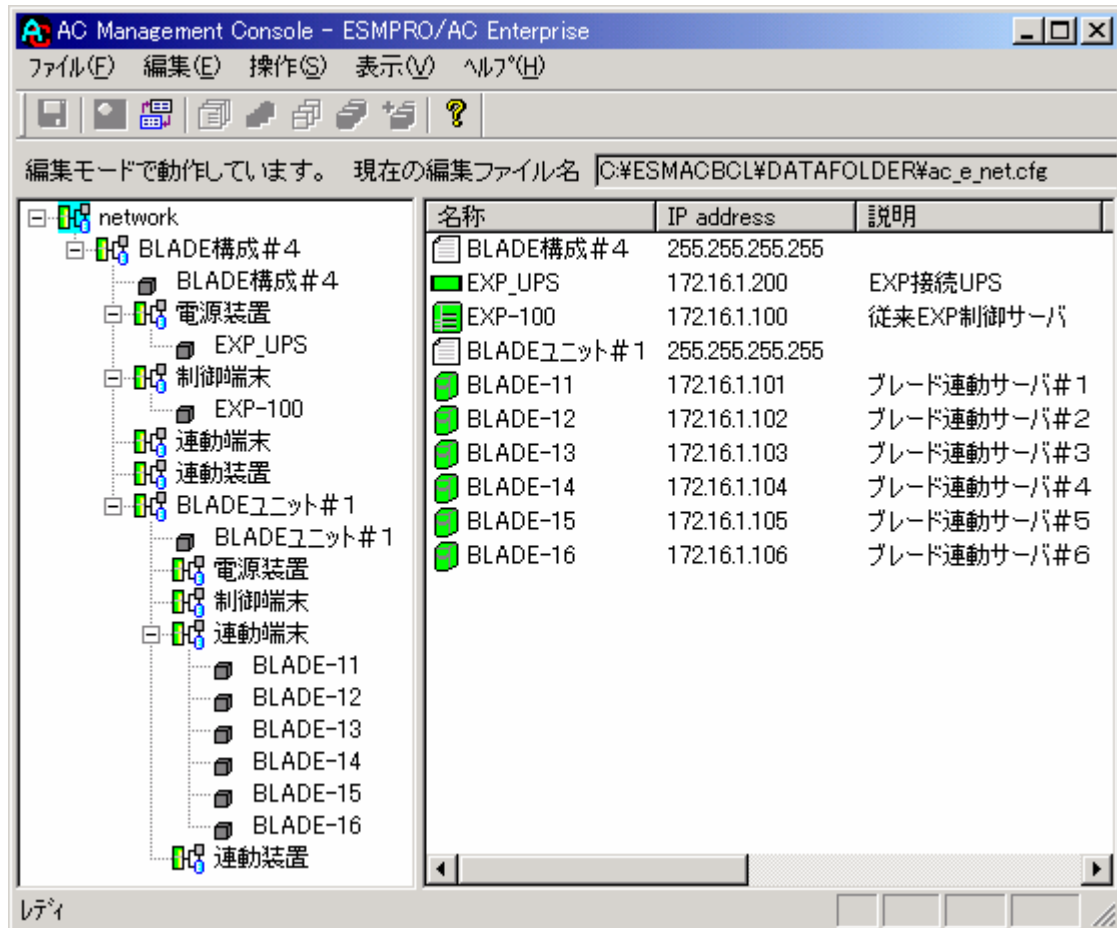 AC Management Console - ESMPRO/AC Enterprise
ﾌｧｲﾙ(F) 編集(E) 操作(S) 表示(V) ﾍﾙﾌﾟ(H)
編集モードで動作しています。 現在の編集ファイル名 C:¥ESMACBCL¥DATAFOLDER¥ac_e_net.cfg
network
BLADE構成＃４
BLADE構成＃４
電源装置
EXP_UPS
制御端末
EXP-100
連動端末
連動装置
BLADEユニット＃１
BLADEユニット＃１
電源装置
制御端末
連動端末
BLADE-11
BLADE-12
BLADE-13
BLADE-14
BLADE-15
BLADE-16
連動装置
名称 IP address 説明
BLADE構成＃４ 255.255.255.255
EXP_UPS 172.16.1.200 EXP接続UPS
EXP-100 172.16.1.100 従来EXP制御サーバ
BLADEユニット＃１ 255.255.255.255
BLADE-11 172.16.1.101 ブレード連動サーバ＃１
BLADE-12 172.16.1.102 ブレード連動サーバ＃２
BLADE-13 172.16.1.103 ブレード連動サーバ＃３
BLADE-14 172.16.1.104 ブレード連動サーバ＃４
BLADE-15 172.16.1.105 ブレード連動サーバ＃５
BLADE-16 172.16.1.106 ブレード連動サーバ＃６
ﾚﾃﾞｨ